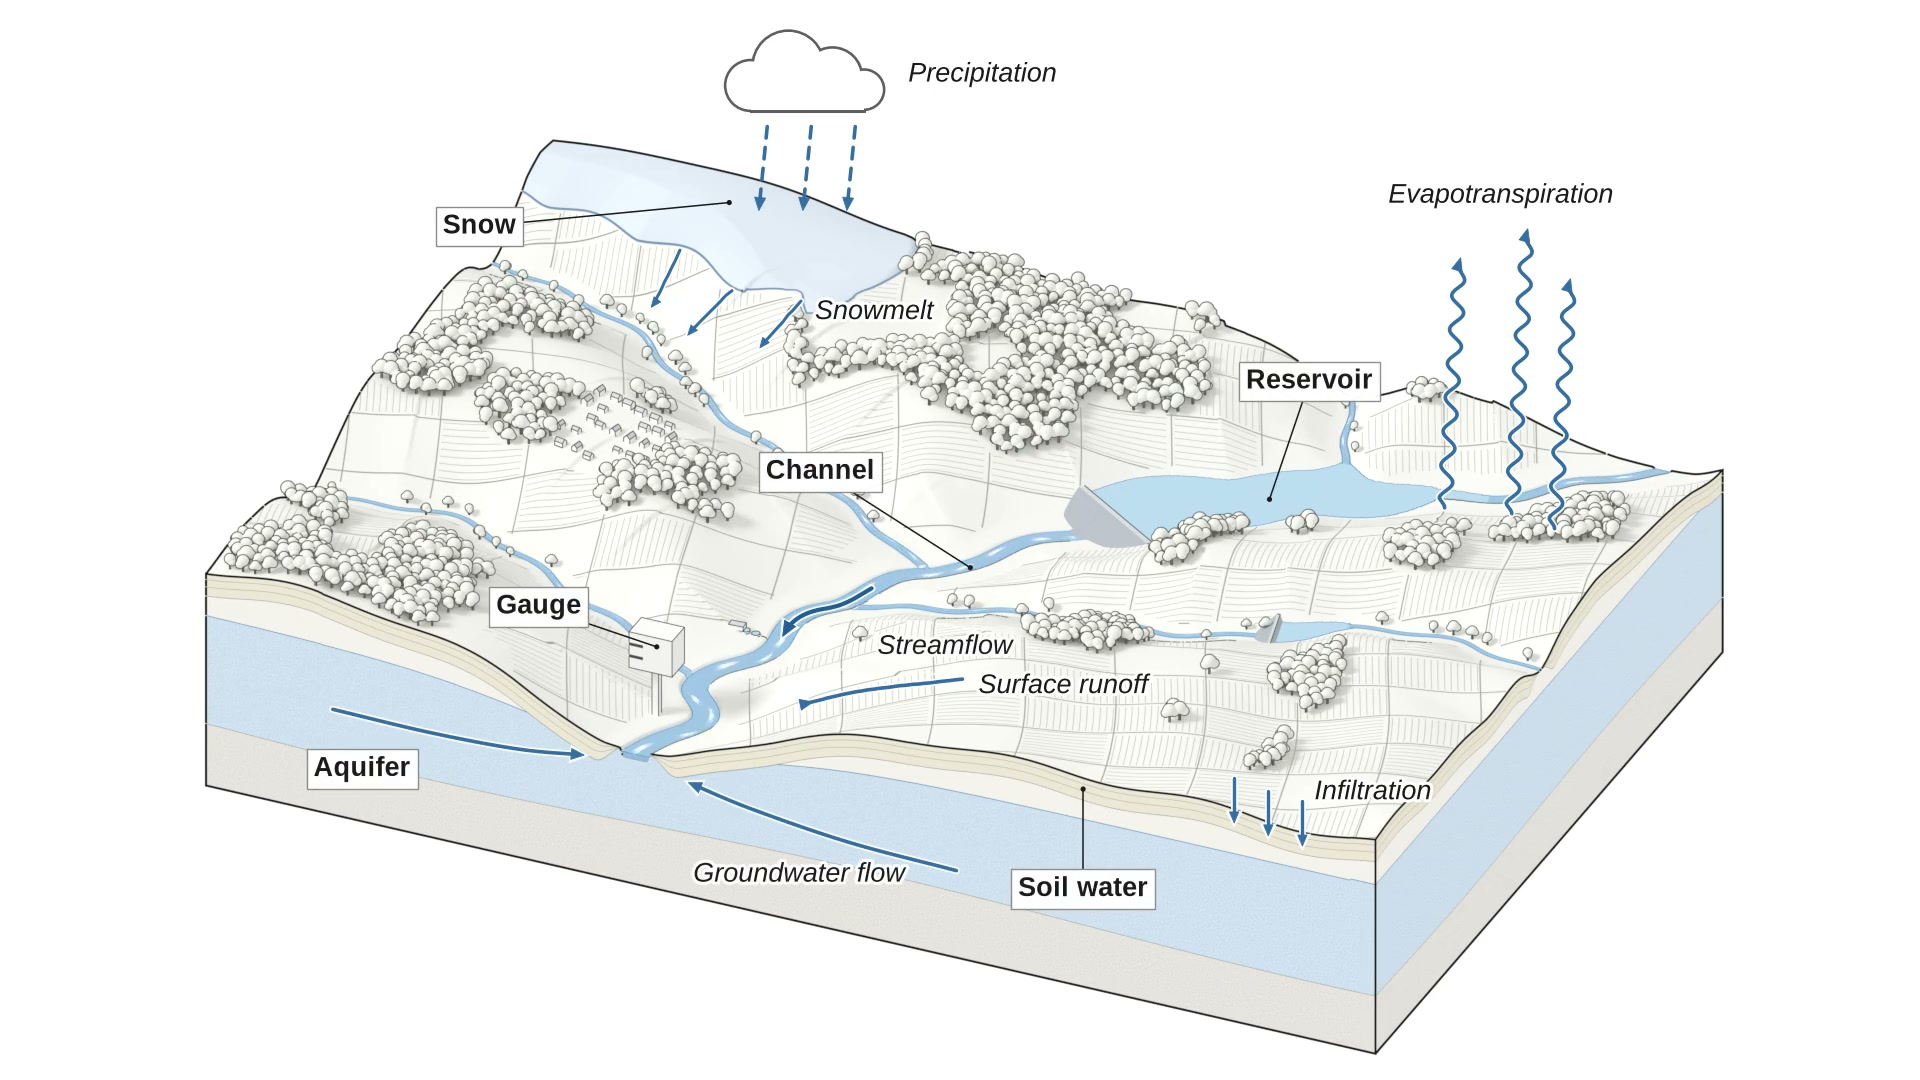 Precipitation
Evapotranspiration
Snow
Snowmelt
Reservoir
Channel
Gauge
Streamflow
Surface runoff
Aquifer
Infiltration
Groundwater flow
Soil water